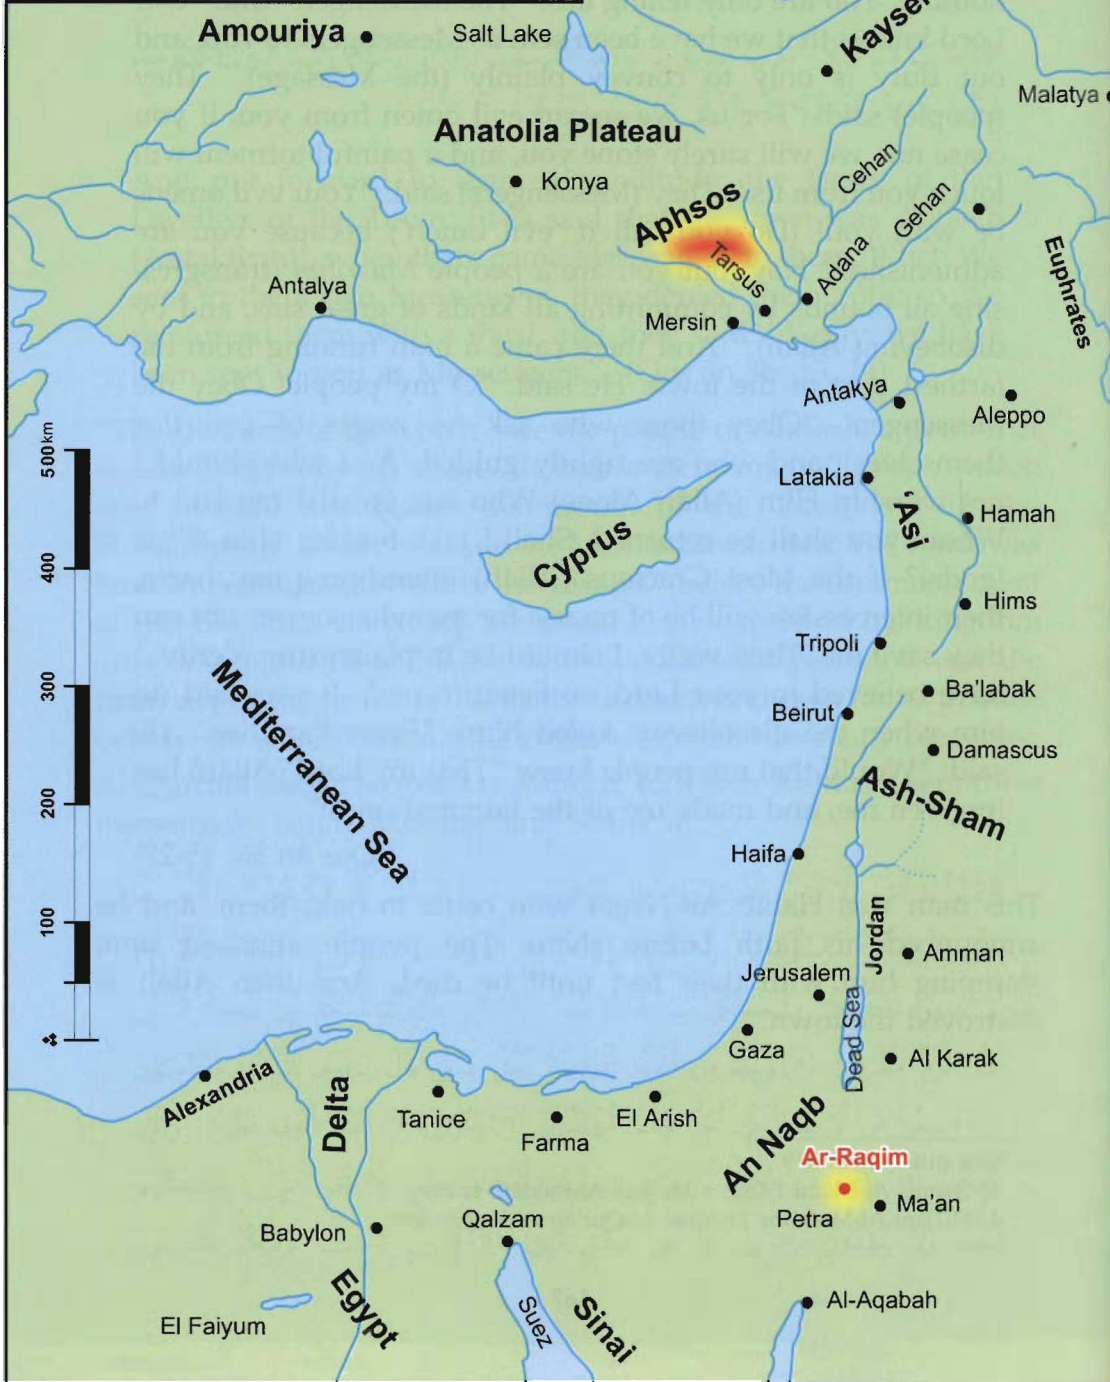 Amouriya
Salt Lake
Kayser
Malatya
Anatolia Plateau
Konya
Cehan
Gehan
Aphsos
Tarsus
Adana
Antalya
Mersin
Euphrates
Antakya
Aleppo
500 km
Latakia
'Asi
Hamah
Cyprus
400
Hims
Tripoli
Mediterranean Sea
300
Ba'labak
Beirut
Damascus
200
Ash-Sham
Haifa
100
Jordan
Amman
Jerusalem
Dead Sea
Gaza
Al Karak
Alexandria
Delta
Tanice
El Arish
Farma
An Naqb
Ar-Raqim
Ma'an
Petra
Qalzam
Babylon
Egypt
Al-Aqabah
El Faiyum
Suez
Sinai